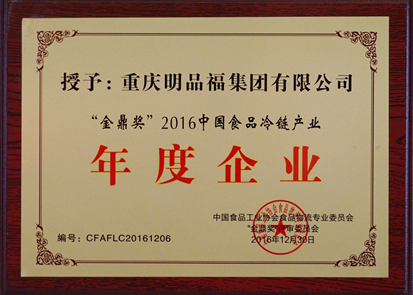 授予：重庆明品福集团有限公司
“金鼎奖”2016中国食品冷链产业
年度企业
中国食品工业协会食品物流专业委员会
“金鼎奖”评审委员会
编号：CFAFLC20161206
2016年12月30日